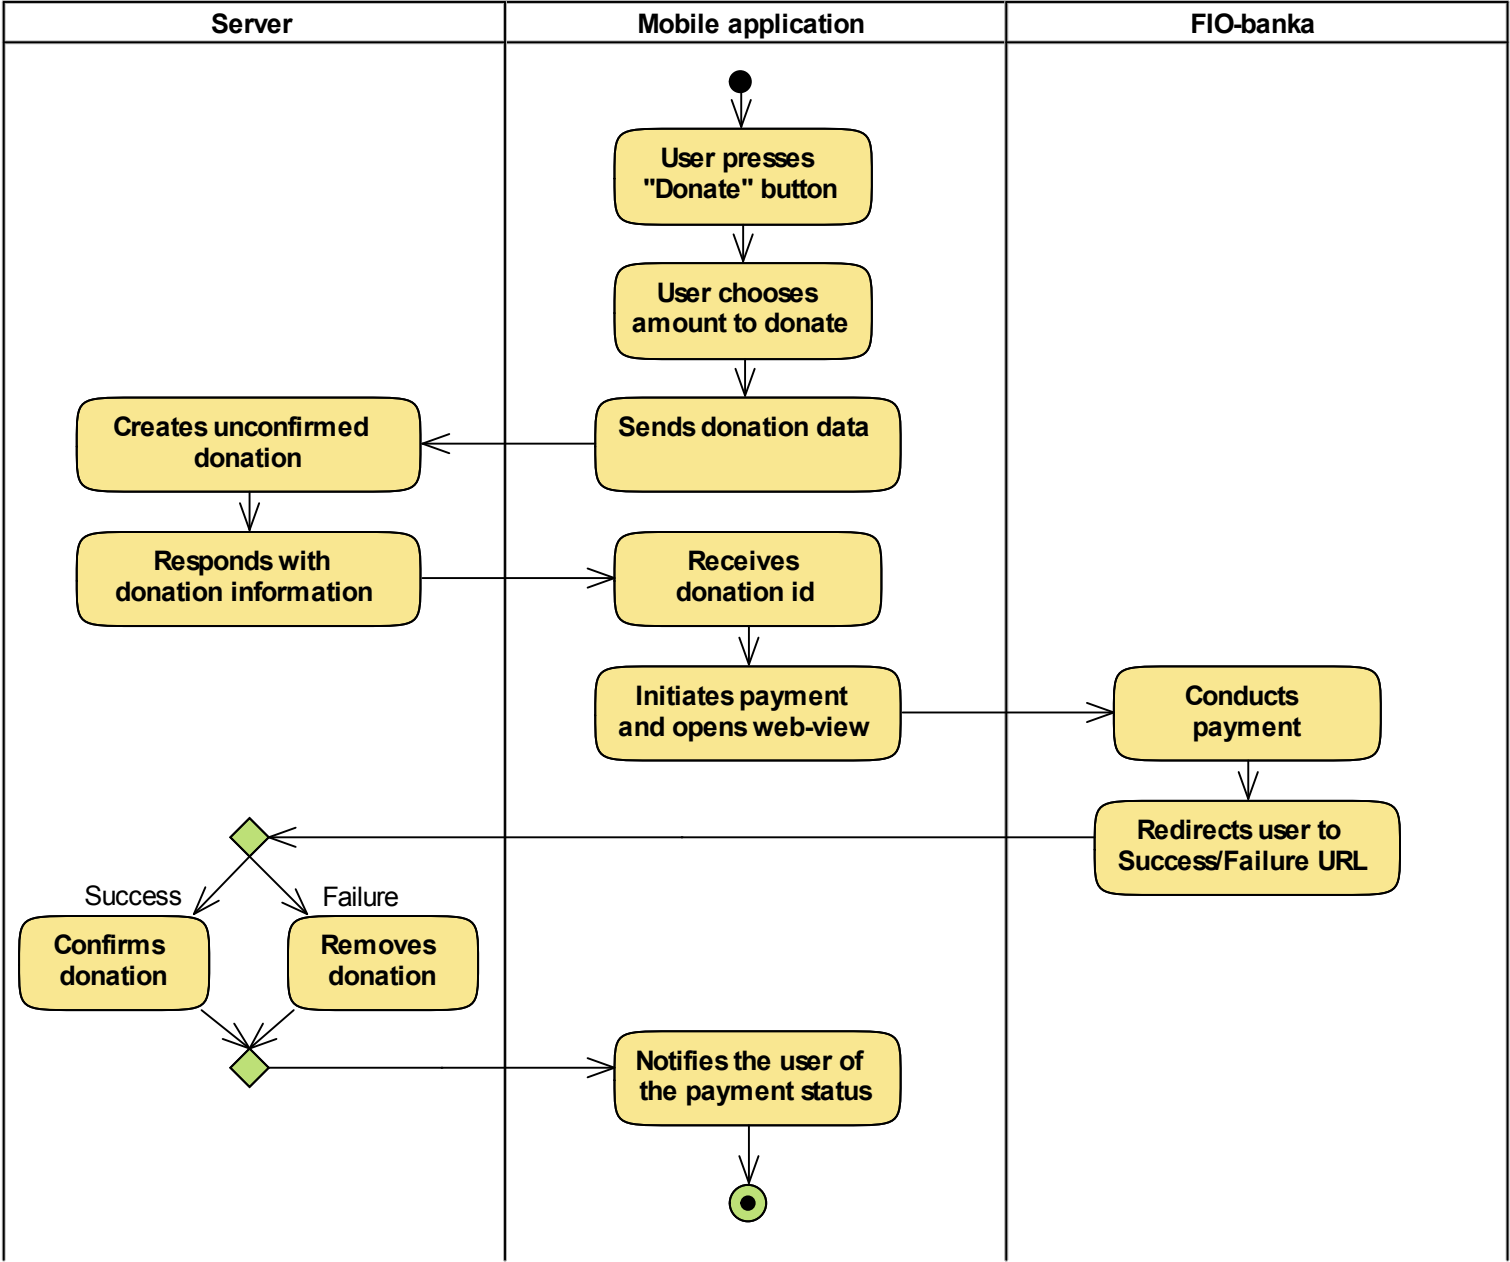 Server
Mobile application
FIO-banka
User presses
"Donate" button
User chooses
amount to donate
Creates unconfirmed
donation
Sends donation data
Responds with
donation information
Receives
donation id
Initiates payment
and opens web-view
Conducts
payment
Redirects user to
Success/Failure URL
Success
Failure
Confirms
donation
Removes
donation
Notifies the user of
the payment status